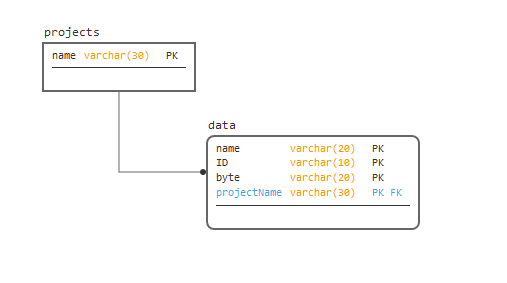 projects
name varchar(30) PK
data
name varchar(20) PK
ID varchar(10) PK
byte varchar(20) PK
projectName varchar(30) PK FK